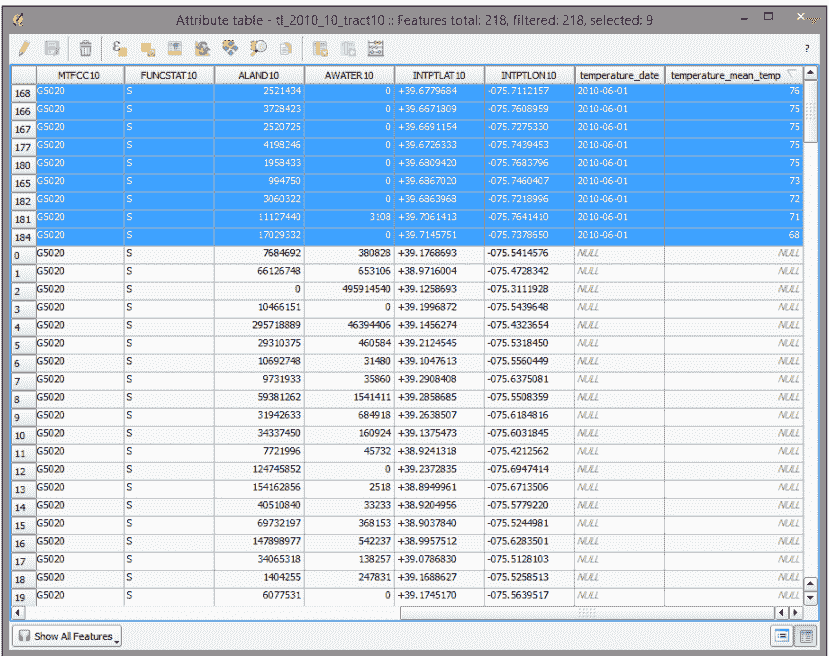 Attribute table - tl_2010_10_tract10 :: Features total: 218, filtered: 218, selected: 9
?
MTFCC10 FUNCSTAT10 ALAND10 AWATER10 INTPTLAT10 INTPTLON10 temperature_date temperature_mean_temp
168 G5020 S 2521434 0 +39.6779684 -075.7112157 2010-06-01 76
166 G5020 S 3728423 0 +39.6671809 -075.7608959 2010-06-01 75
167 G5020 S 2520725 0 +39.6691154 -075.7275330 2010-06-01 75
177 G5020 S 4198246 0 +39.6726333 -075.7439453 2010-06-01 75
180 G5020 S 1958433 0 +39.6809420 -075.7683796 2010-06-01 75
165 G5020 S 994750 0 +39.6867020 -075.7460407 2010-06-01 73
182 G5020 S 3060322 0 +39.6863968 -075.7218996 2010-06-01 72
181 G5020 S 11127440 3108 +39.7061413 -075.7641410 2010-06-01 71
184 G5020 S 17029332 0 +39.7145751 -075.7378650 2010-06-01 68
0 G5020 S 7684692 380828 +39.1768693 -075.5414576 NULL NULL
1 G5020 S 66126748 653106 +38.9716004 -075.4728342 NULL NULL
2 G5020 S 0 495914540 +39.1258693 -075.3111928 NULL NULL
3 G5020 S 10466151 0 +39.1996872 -075.5439648 NULL NULL
4 G5020 S 295718889 46394406 +39.1456274 -075.4323654 NULL NULL
5 G5020 S 29310375 460584 +39.2124545 -075.5318450 NULL NULL
6 G5020 S 10692748 31480 +39.1047613 -075.5560449 NULL NULL
7 G5020 S 9731933 35860 +39.2908408 -075.6375081 NULL NULL
8 G5020 S 59381262 1541411 +39.2858685 -075.5508359 NULL NULL
9 G5020 S 31942633 684918 +39.2638507 -075.6184816 NULL NULL
10 G5020 S 34337450 160924 +39.1375473 -075.6031845 NULL NULL
11 G5020 S 7721996 45732 +38.9241318 -075.4212562 NULL NULL
12 G5020 S 124745852 0 +39.2372835 -075.6947414 NULL NULL
13 G5020 S 154162856 2518 +38.8949961 -075.6713506 NULL NULL
14 G5020 S 40510840 33233 +38.9204956 -075.5779220 NULL NULL
15 G5020 S 69732197 368153 +38.9037840 -075.5244981 NULL NULL
16 G5020 S 147898977 542237 +38.9957512 -075.6283501 NULL NULL
17 G5020 S 34065318 138257 +39.0786830 -075.5128103 NULL NULL
18 G5020 S 1404255 247831 +39.1688627 -075.5258513 NULL NULL
19 G5020 S 6077531 0 +39.1745170 -075.5639517 NULL NULL
Show All Features